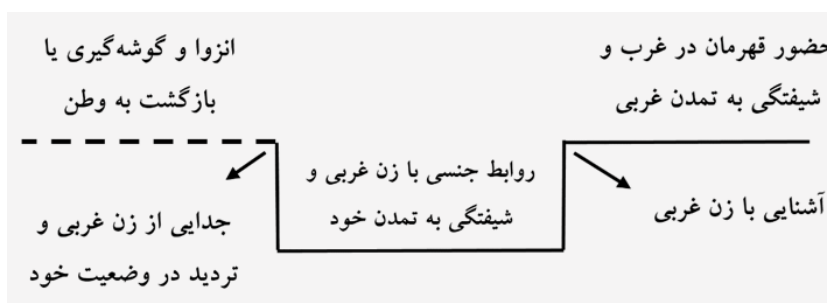 حضور قهرمان در غرب و
شیفتگی به تمدن غربی
آشنایی با زن غربی
روابط جنسی با زن غربی و
شیفتگی به تمدن خود
جدایی از زن غربی و
تردید در وضعیت خود
انزوا و گوشه‌گیری یا
بازگشت به وطن